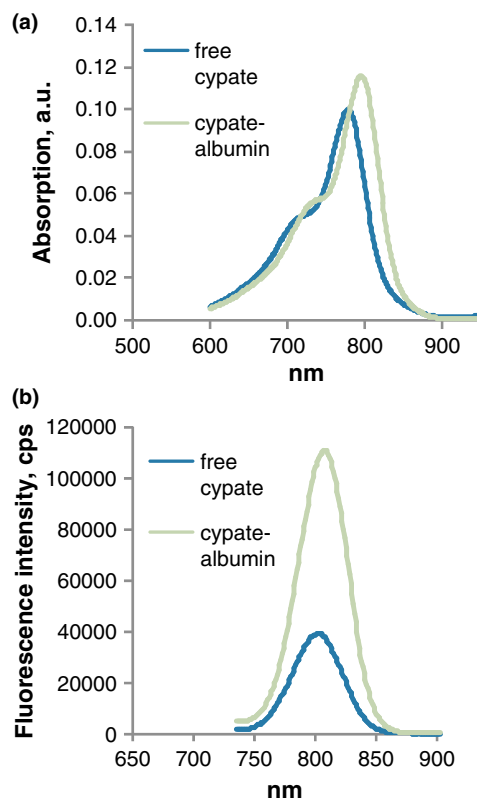 (a)
0.14
0.12
0.10
0.08
0.06
0.04
0.02
0.00
Absorption, a.u.
free
cypate
cypate-
albumin
500 600 700 800 900
nm
(b)
120000
100000
80000
60000
40000
20000
0
Fluorescence intensity, cps
free
cypate
cypate-
albumin
650 700 750 800 850 900
nm